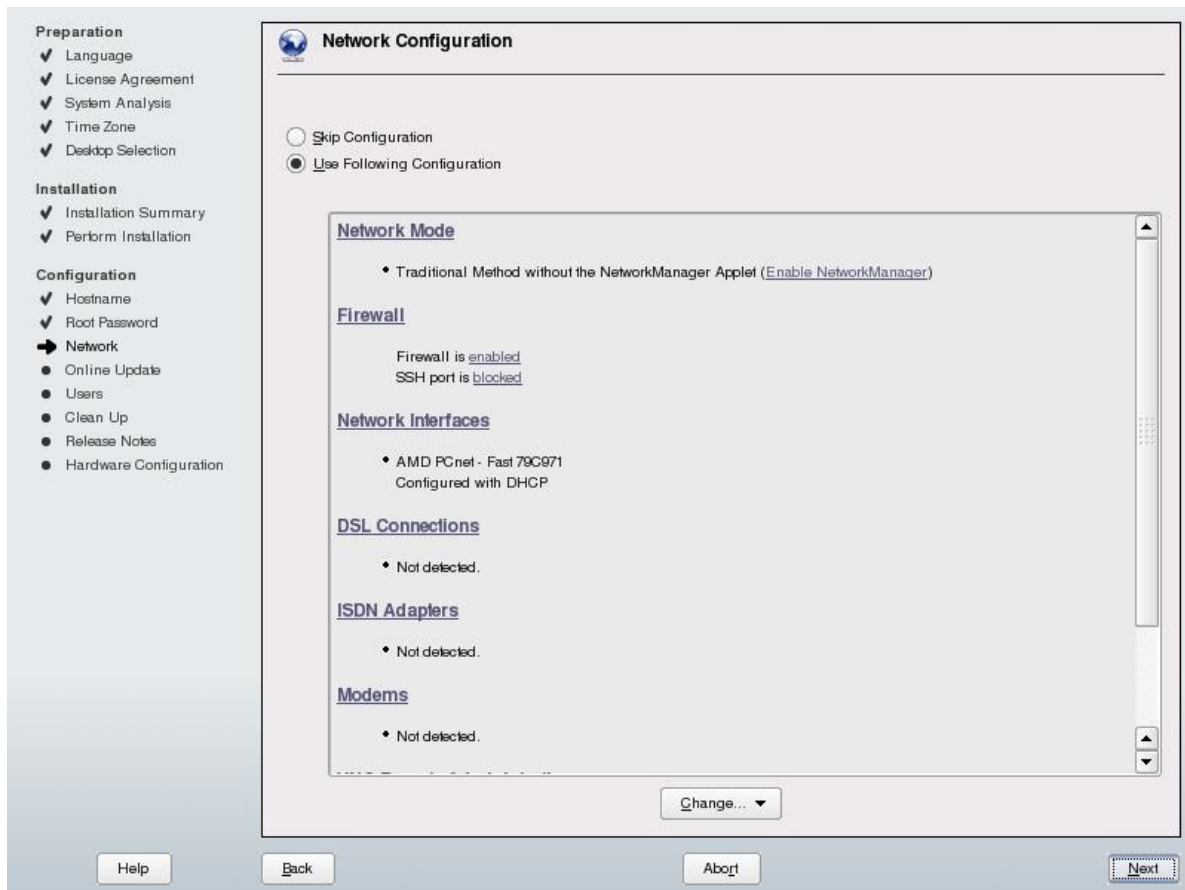 Preparation
Language
License Agreement
System Analysis
Time Zone
Desktop Selection
Installation
Installation Summary
Perform Installation
Configuration
Hostname
Root Password
Network
Online Update
Users
Clean Up
Release Notes
Hardware Configuration
Network Configuration
Skip Configuration
Use Following Configuration
Network Mode
Traditional Method without the NetworkManager Applet (Enable NetworkManager)
Firewall
Firewall is enabled
SSH port is blocked
Network Interfaces
AMD PCnet - Fast 79C971
Configured with DHCP
DSL Connections
Not detected.
ISDN Adapters
Not detected.
Modems
Not detected.
Change...
Help
Back
Abort
Next